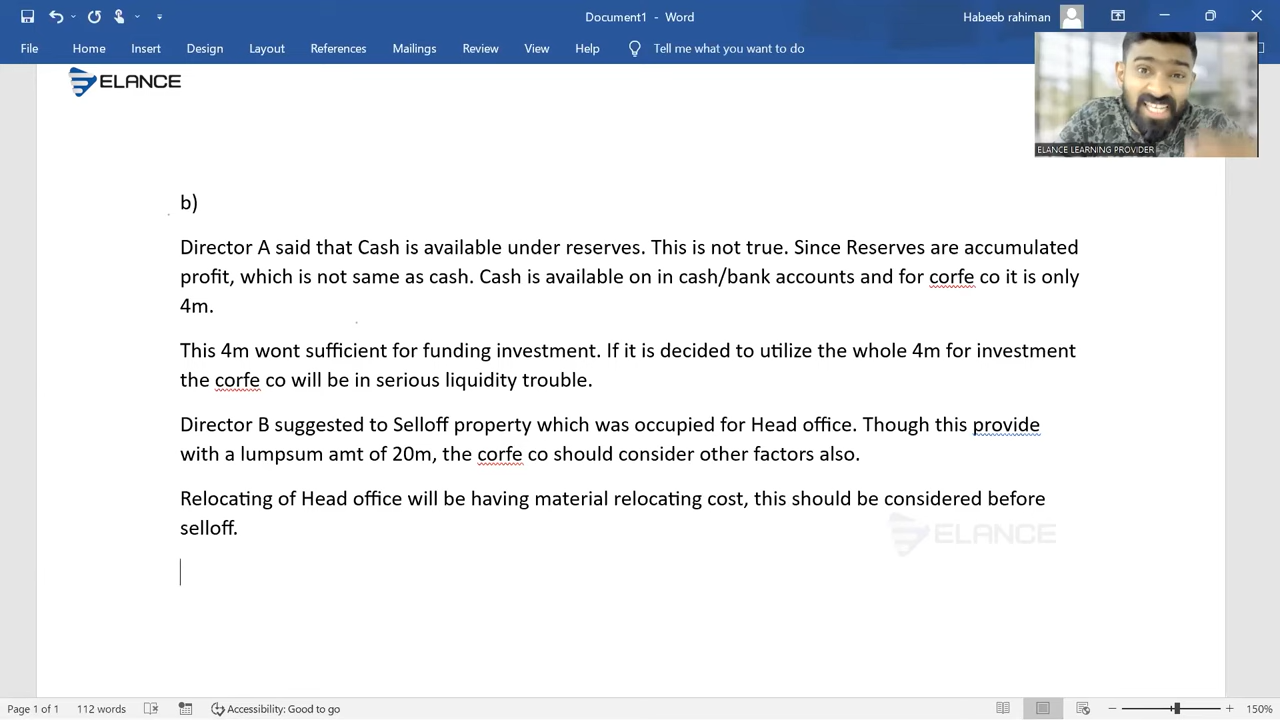 Document1 - Word
Habeeb rahiman
File Home Insert Design Layout References Mailings Review View Help Tell me what you want to do
ELANCE
ELANCE LEARNING PROVIDER
b)
Director A said that Cash is available under reserves. This is not true. Since Reserves are accumulated
profit, which is not same as cash. Cash is available on in cash/bank accounts and for corfe co it is only
4m.
This 4m wont sufficient for funding investment. If it is decided to utilize the whole 4m for investment
the corfe co will be in serious liquidity trouble.
Director B suggested to Selloff property which was occupied for Head office. Though this provide
with a lumpsum amt of 20m, the corfe co should consider other factors also.
Relocating of Head office will be having material relocating cost, this should be considered before
selloff.
ELANCE
Page 1 of 1 112 words Accessibility: Good to go 150%